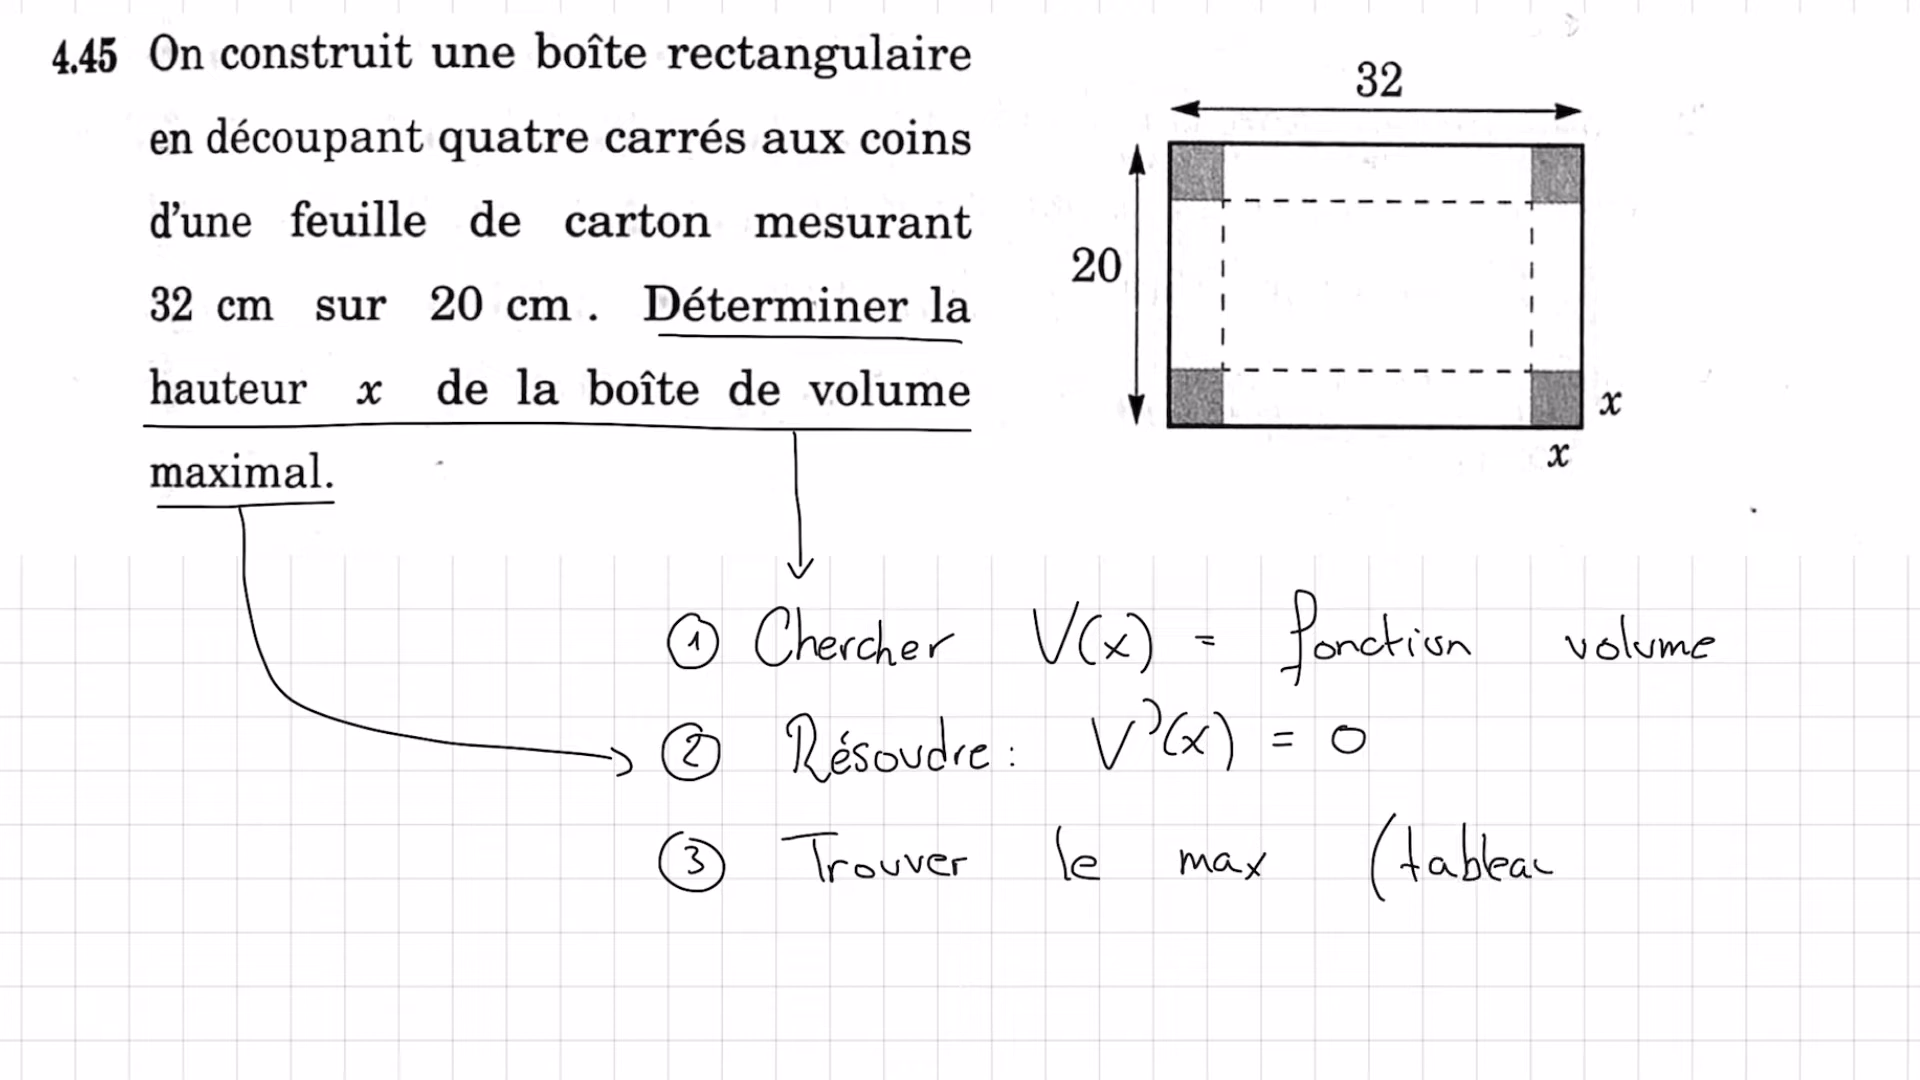 4.45 On construit une boîte rectangulaire
en découpant quatre carrés aux coins
d'une feuille de carton mesurant
32 cm sur 20 cm. Déterminer la
hauteur x de la boîte de volume
maximal.
32
20
x
x
① Chercher V(x) = fonction volume
② Résoudre: V'(x) = 0
③ Trouver le max (tableau